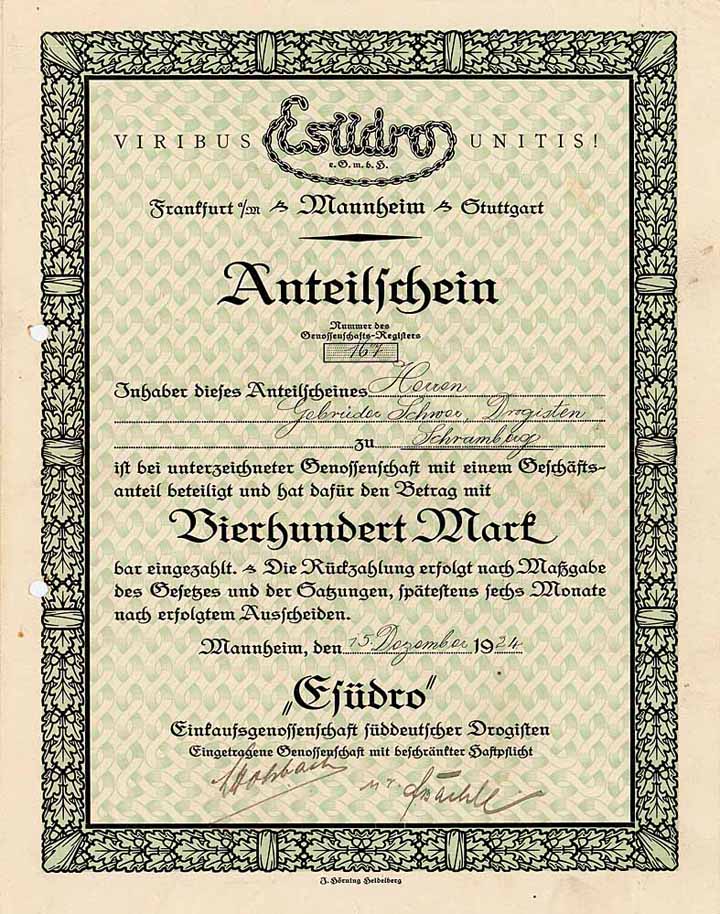 VIRIBUS Esüdro UNITIS!
e. G. m. b. H.
Frankfurt a/M Mannheim Stuttgart
Anteilschein
Nummer des
Genossenschafts-Registers
167
Inhaber dieses Anteilscheines Herren
Gebrüder Schwer, Drogisten
zu Schramberg
ist bei unterzeichneter Genossenschaft mit einem Geschäfts-
anteil beteiligt und hat dafür den Betrag mit
Vierhundert Mark
bar eingezahlt. Die Rückzahlung erfolgt nach Maßgabe
des Gesetzes und der Satzungen, spätestens sechs Monate
nach erfolgtem Ausscheiden.
Mannheim, den 15. Dezember 1924
„Esüdro“
Einkaufsgenossenschaft süddeutscher Drogisten
Eingetragene Genossenschaft mit beschränkter Haftpflicht
J. Hörning Heidelberg